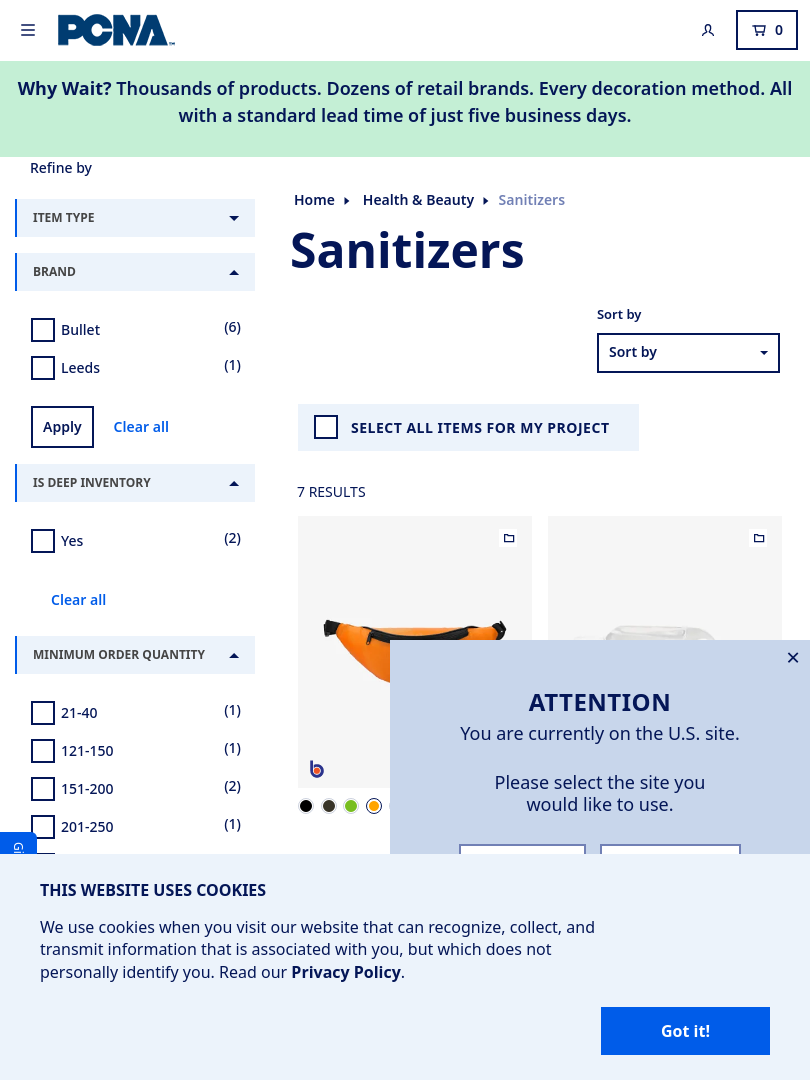 PCNA
0
Why Wait? Thousands of products. Dozens of retail brands. Every decoration method. All
with a standard lead time of just five business days.
Refine by
ITEM TYPE
BRAND
Bullet (6)
Leeds (1)
Apply Clear all
IS DEEP INVENTORY
Yes (2)
Clear all
MINIMUM ORDER QUANTITY
21-40 (1)
121-150 (1)
151-200 (2)
201-250 (1)
Home Health & Beauty Sanitizers
Sanitizers
Sort by
Sort by
SELECT ALL ITEMS FOR MY PROJECT
7 RESULTS
b
ATTENTION
You are currently on the U.S. site.
Please select the site you
would like to use.
THIS WEBSITE USES COOKIES
We use cookies when you visit our website that can recognize, collect, and
transmit information that is associated with you, but which does not
personally identify you. Read our Privacy Policy.
Got it!